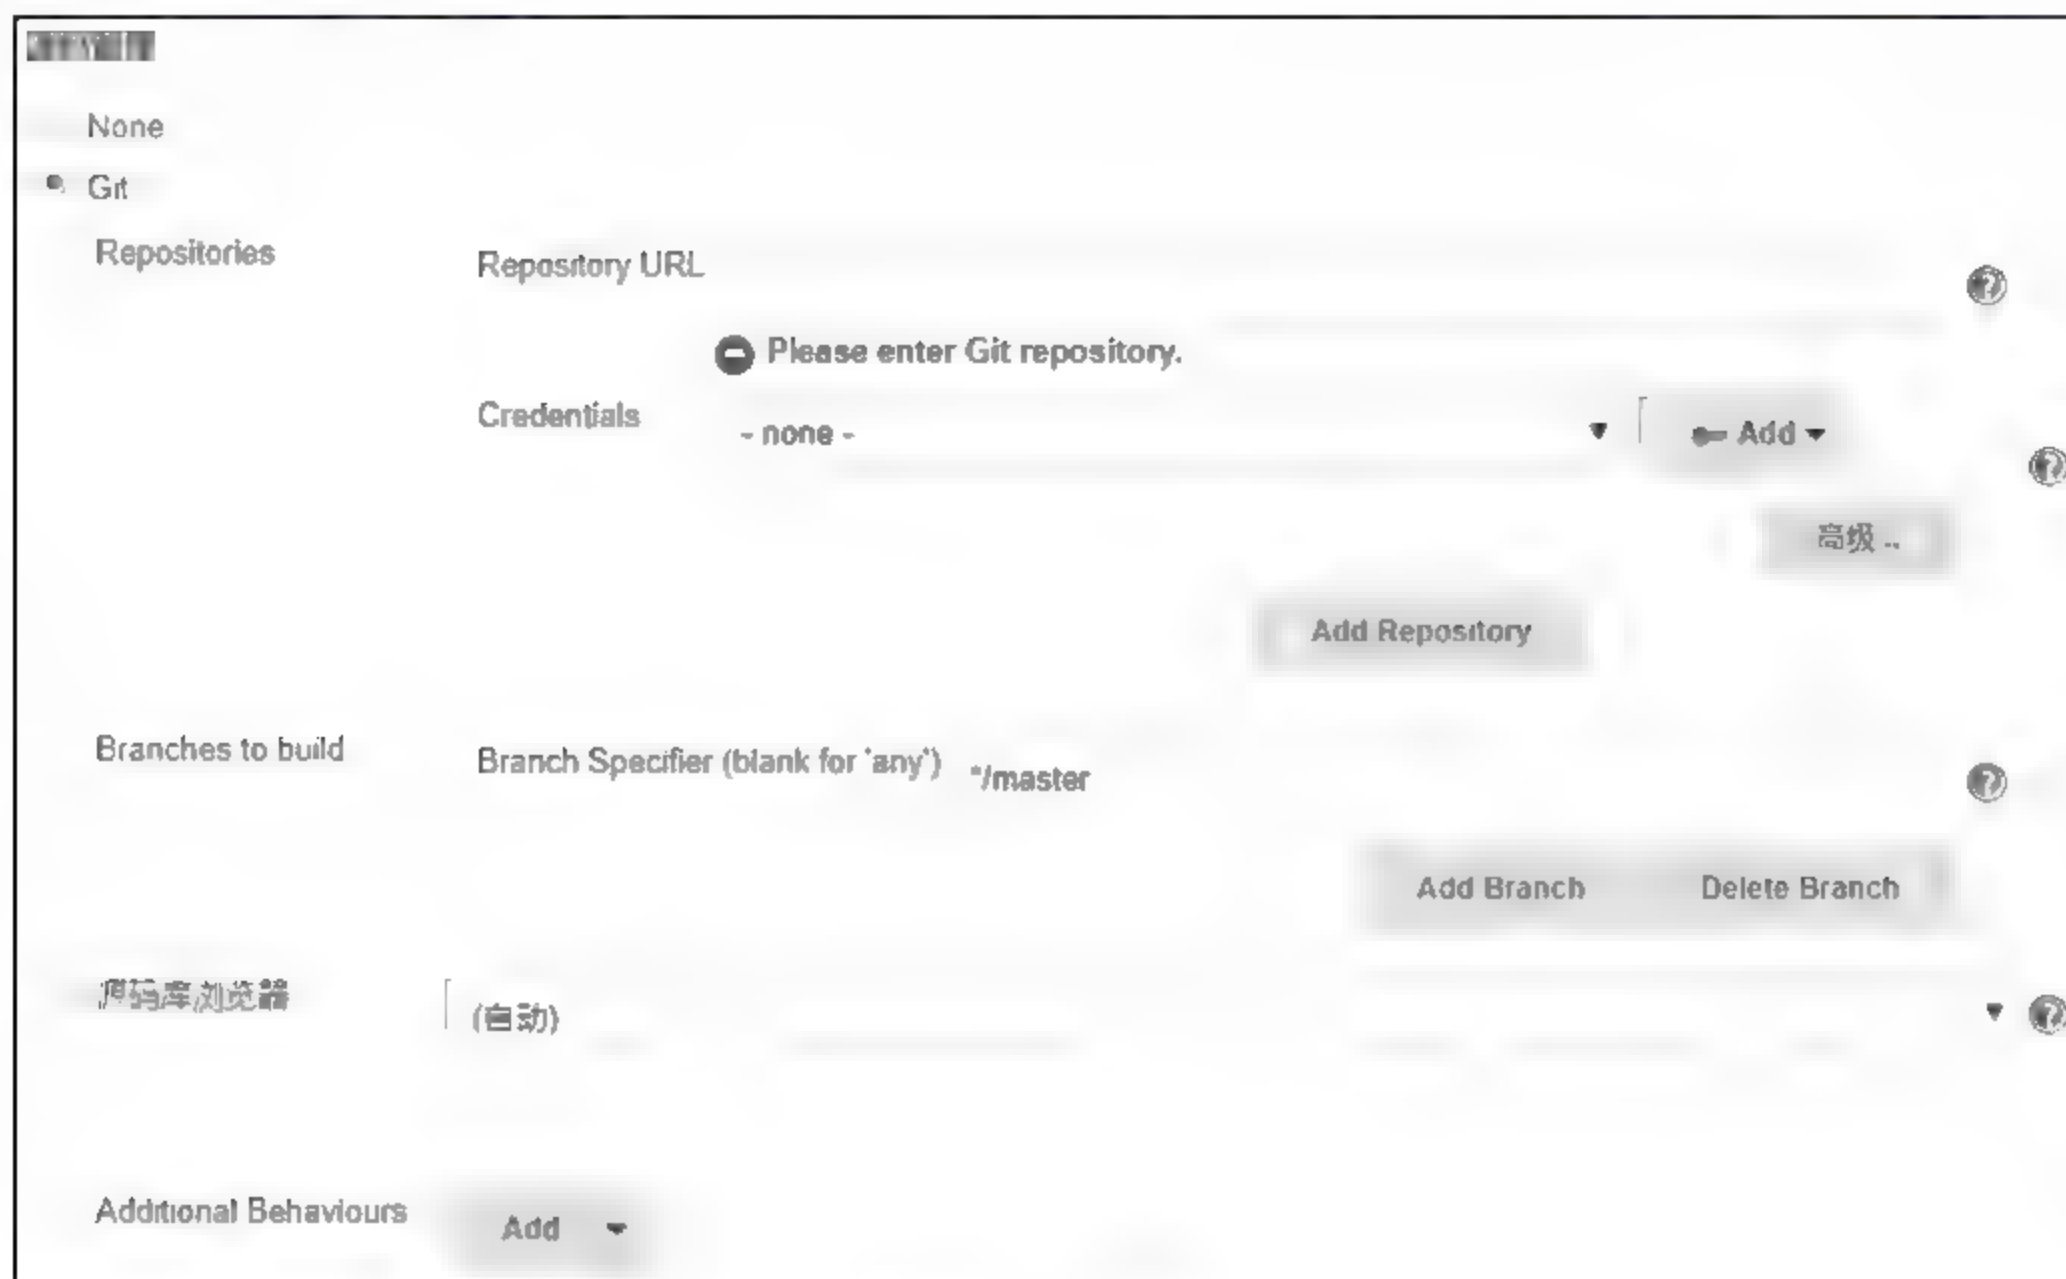 None
Git
Repositories
Repository URL
Please enter Git repository.
Credentials
- none -
Add
高级 ..
Add Repository
Branches to build
Branch Specifier (blank for 'any')
*/master
Add Branch
Delete Branch
源码库浏览器
(自动)
Additional Behaviours
Add